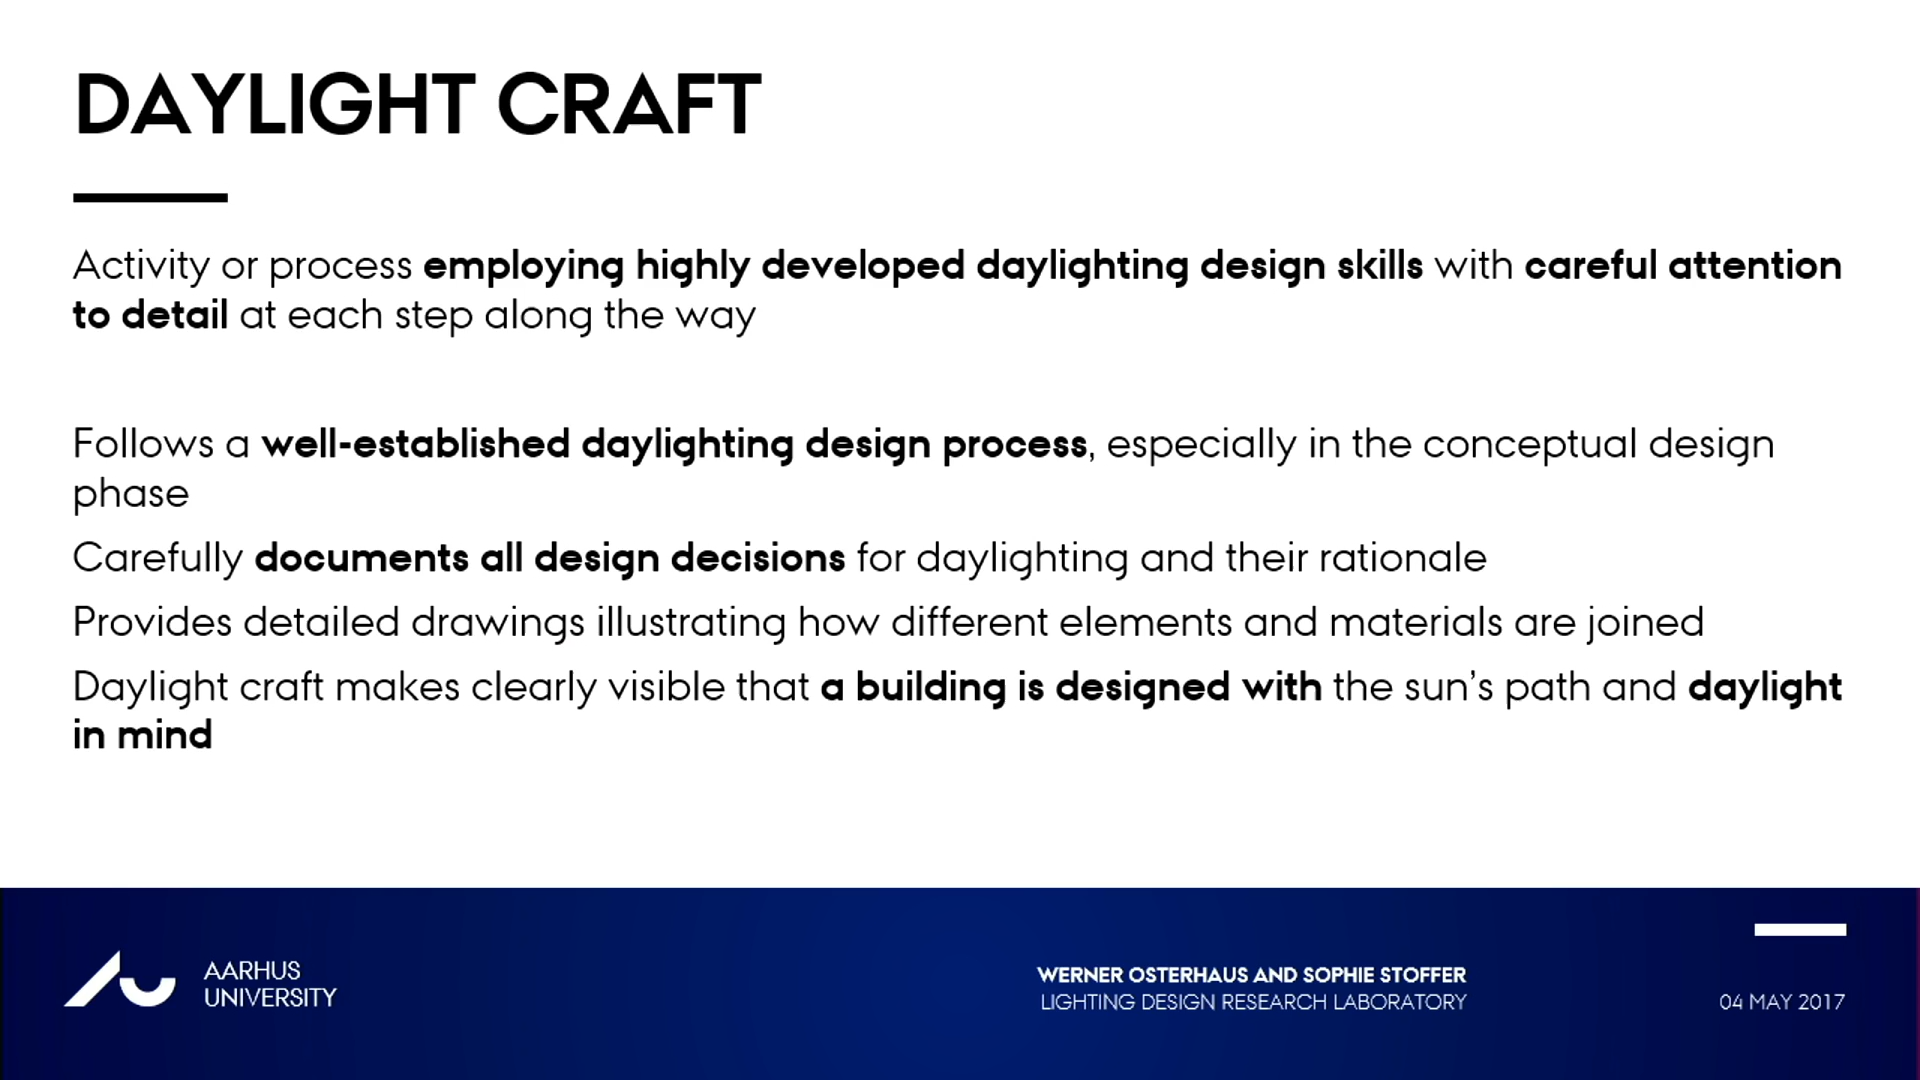 DAYLIGHT CRAFT
Activity or process employing highly developed daylighting design skills with careful attention
to detail at each step along the way
Follows a well-established daylighting design process, especially in the conceptual design
phase
Carefully documents all design decisions for daylighting and their rationale
Provides detailed drawings illustrating how different elements and materials are joined
Daylight craft makes clearly visible that a building is designed with the sun’s path and daylight
in mind
AARHUS
UNIVERSITY
WERNER OSTERHAUS AND SOPHIE STOFFER
LIGHTING DESIGN RESEARCH LABORATORY
04 MAY 2017